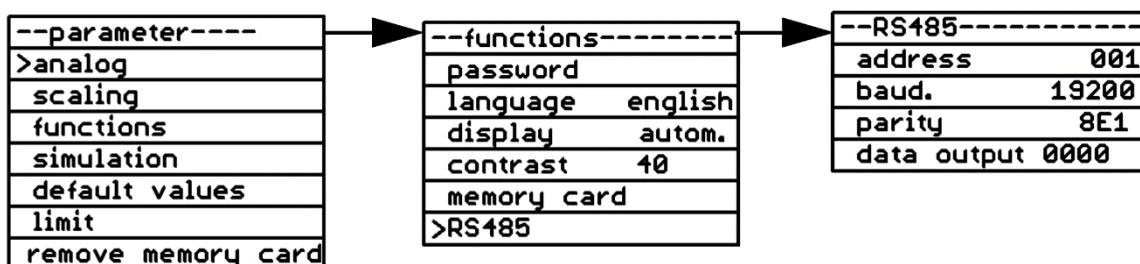 --parameter----
>analog
scaling
functions
simulation
default values
limit
remove memory card
--functions--------
password
language english
display autom.
contrast 40
memory card
>RS485
--RS485-----------
address 001
baud. 19200
parity 8E1
data output 0000